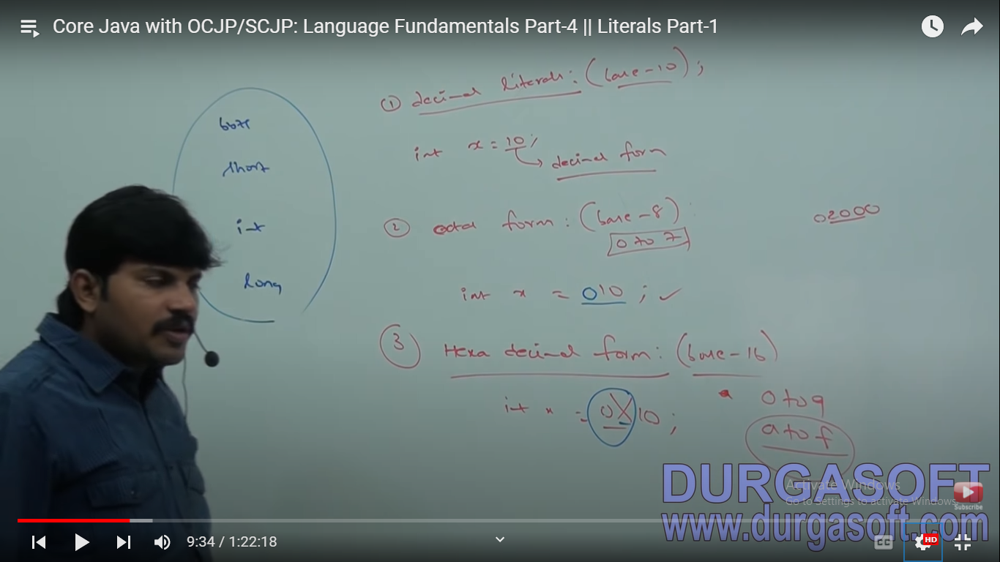 Core Java with OCJP/SCJP: Language Fundamentals Part-4 || Literals Part-1
① decimal literals: (base-10);
byte
short
int
long
int x = 10;
decimal form
② octal form: (base-8)
0 to 7
02000
int x = 010; ✓
③ Hexa decimal form: (base-16)
int x = 0X10;
0 to 9
a to f
DURGASOFT
www.durgasoft.com
Activate Windows
Go to Settings to activate Windows.
Subscribe
9:34 / 1:22:18
CC
HD